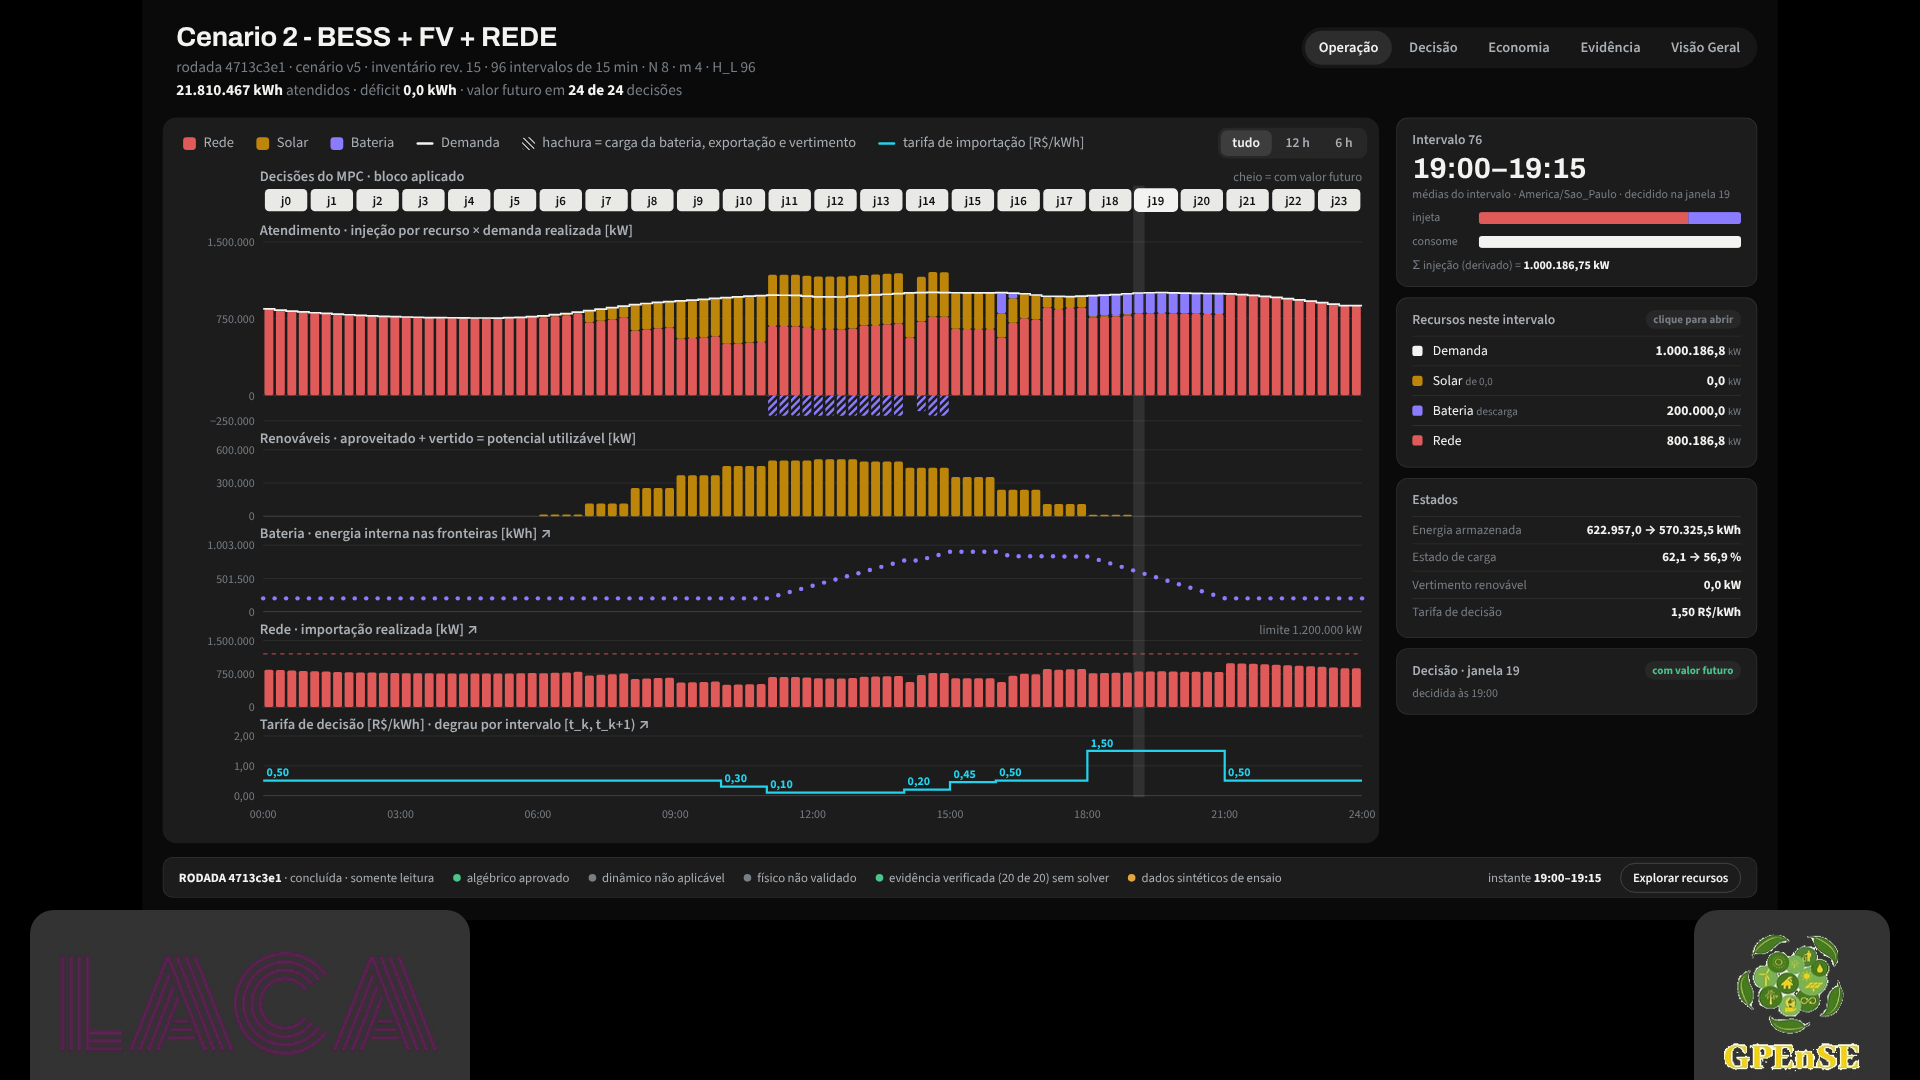 Cenario 2 - BESS + FV + REDE
rodada 4713c3e1 · cenário v5 · inventário rev. 15 · 96 intervalos de 15 min · N 8 · m 4 · H_L 96
21.810.467 kWh atendidos · déficit 0,0 kWh · valor futuro em 24 de 24 decisões
Operação Decisão Economia Evidência Visão Geral
Rede Solar Bateria Demanda hachura = carga da bateria, exportação e vertimento tarifa de importação [R$/kWh]
tudo 12 h 6 h
Decisões do MPC · bloco aplicado
cheio = com valor futuro
j0 j1 j2 j3 j4 j5 j6 j7 j8 j9 j10 j11 j12 j13 j14 j15 j16 j17 j18 j19 j20 j21 j22 j23
Atendimento · injeção por recurso × demanda realizada [kW]
1.500.000
750.000
0
−250.000
Renováveis · aproveitado + vertido = potencial utilizável [kW]
600.000
300.000
0
Bateria · energia interna nas fronteiras [kWh] ↗
1.003.000
501.500
0
Rede · importação realizada [kW] ↗
limite 1.200.000 kW
1.500.000
750.000
0
Tarifa de decisão [R$/kWh] · degrau por intervalo [t_k, t_k+1) ↗
2,00
1,00
0,00
0,50 0,30 0,10 0,20 0,45 0,50 1,50 0,50
00:00 03:00 06:00 09:00 12:00 15:00 18:00 21:00 24:00
Intervalo 76
19:00–19:15
médias do intervalo · America/Sao_Paulo · decidido na janela 19
injeta
consome
Σ injeção (derivado) = 1.000.186,75 kW
Recursos neste intervalo
clique para abrir
Demanda 1.000.186,8 kW
Solar de 0,0 0,0 kW
Bateria descarga 200.000,0 kW
Rede 800.186,8 kW
Estados
Energia armazenada 622.957,0 → 570.325,5 kWh
Estado de carga 62,1 → 56,9 %
Vertimento renovável 0,0 kW
Tarifa de decisão 1,50 R$/kWh
Decisão · janela 19
com valor futuro
decidida às 19:00
RODADA 4713c3e1 · concluída · somente leitura algébrico aprovado dinâmico não aplicável físico não validado evidência verificada (20 de 20) sem solver dados sintéticos de ensaio
instante 19:00–19:15 Explorar recursos
LACA
GPEnSE